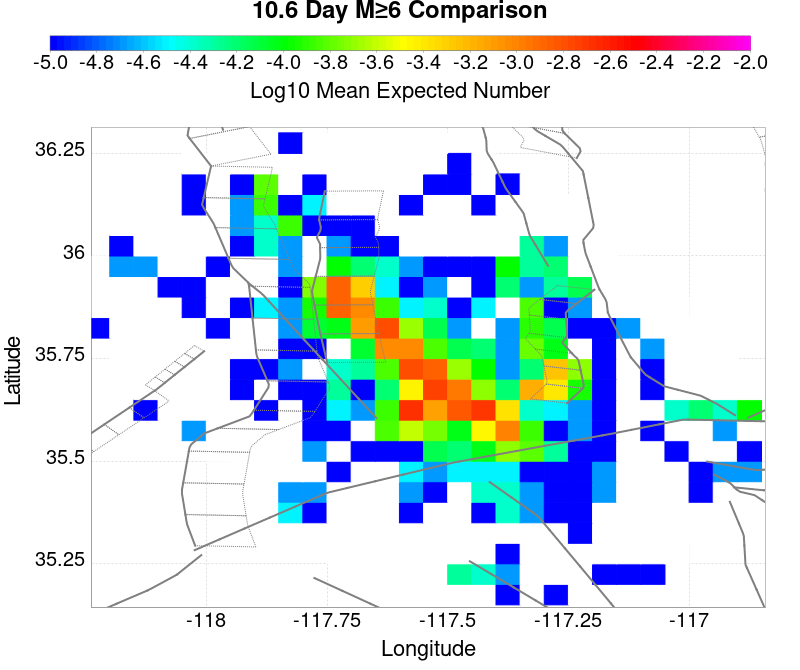 10.6 Day M≥6 Comparison
-5.0 -4.8 -4.6 -4.4 -4.2 -4.0 -3.8 -3.6 -3.4 -3.2 -3.0 -2.8 -2.6 -2.4 -2.2 -2.0
Log10 Mean Expected Number
36.25
36
35.75
35.5
35.25
Latitude
-118 -117.75 -117.5 -117.25 -117
Longitude